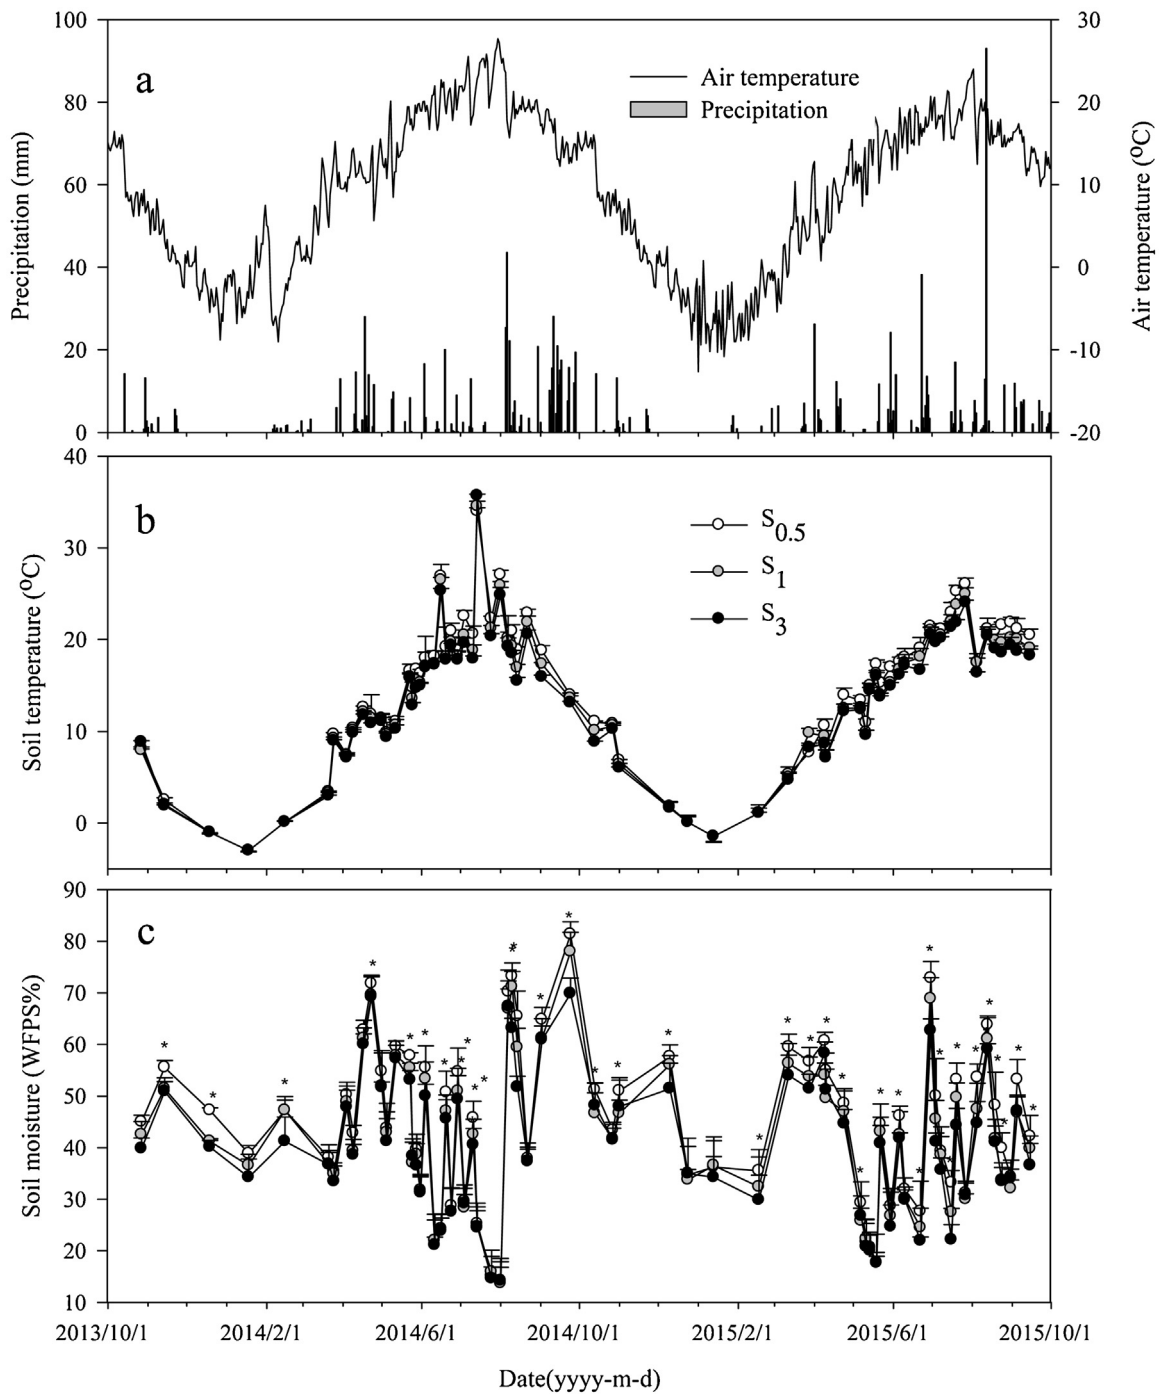 100
80
60
40
20
0
Precipitation (mm)
a
Air temperature
Precipitation
30
20
10
0
-10
-20
Air temperature (°C)
40
30
20
10
0
Soil temperature (°C)
b
S0.5
S1
S3
90
80
70
60
50
40
30
20
10
Soil moisture (WFPS%)
c
* * * * * * * * * * * * * * * * * * * * * * * * * * * * * * * * * * * *
2013/10/1 2014/2/1 2014/6/1 2014/10/1 2015/2/1 2015/6/1 2015/10/1
Date(yyyy-m-d)